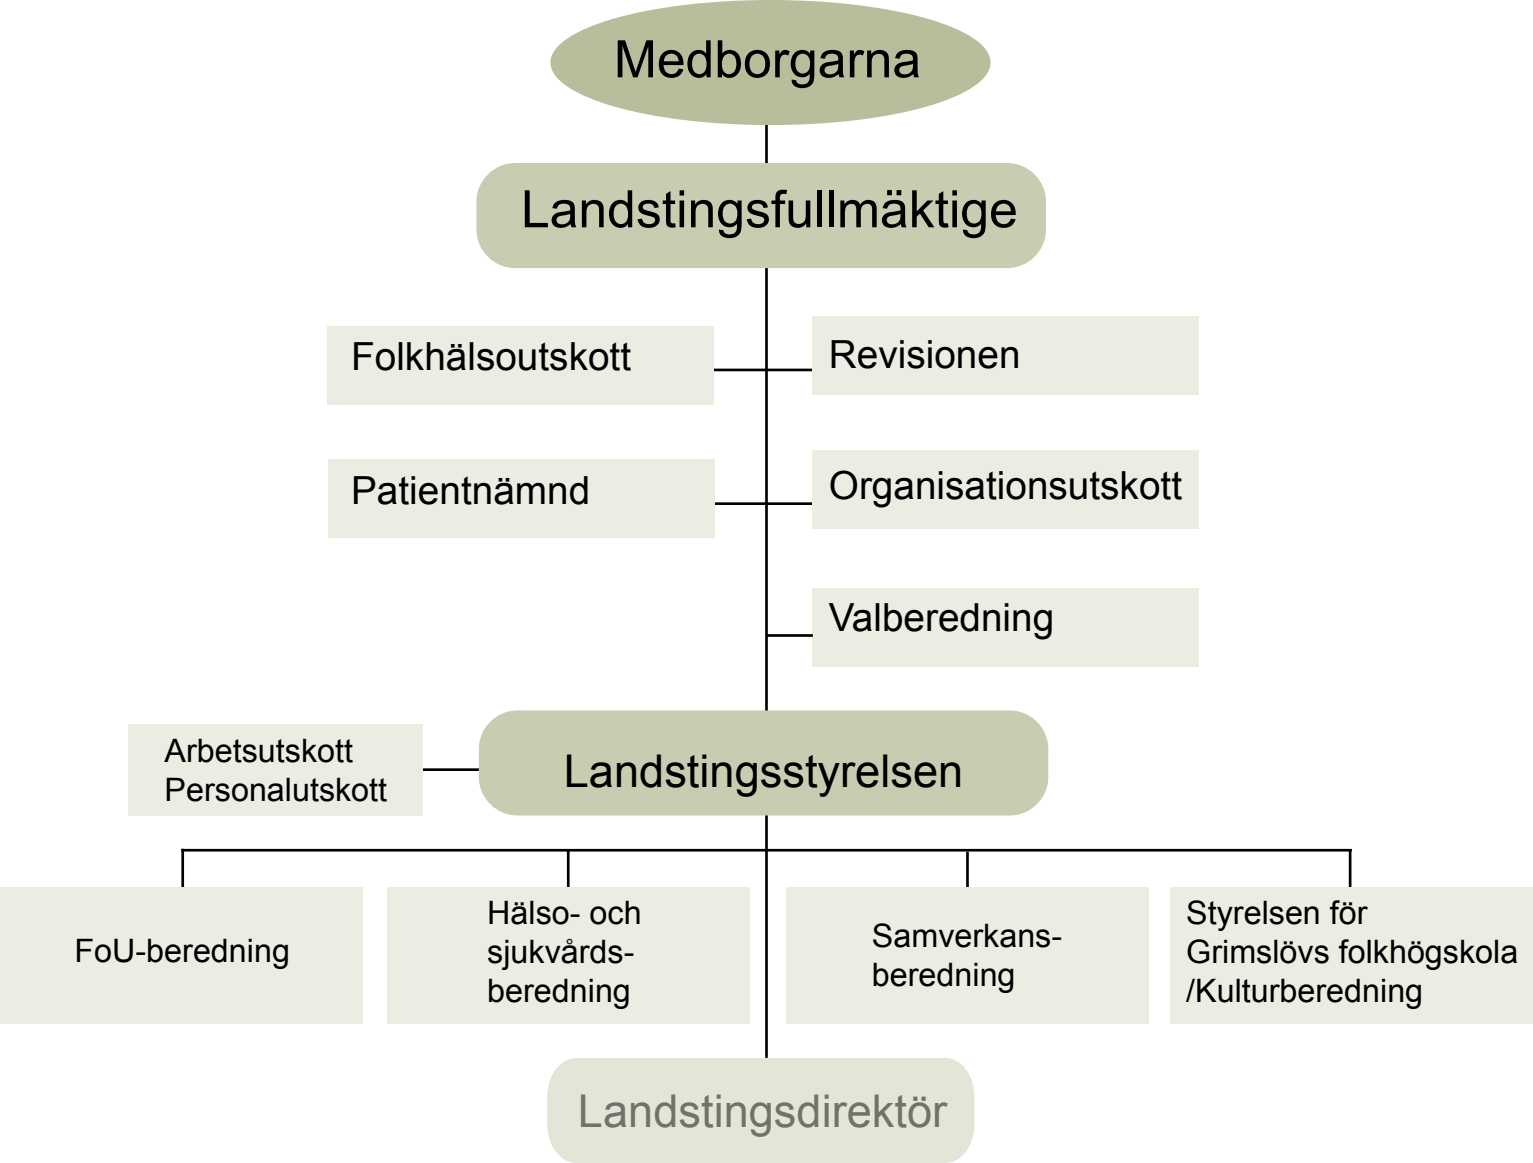 Medborgarna
Landstingsfullmäktige
Folkhälsoutskott
Revisionen
Patientnämnd
Organisationsutskott
Valberedning
Arbetsutskott
Personalutskott
Landstingsstyrelsen
FoU-beredning
Hälso- och
sjukvårds-
beredning
Samverkans-
beredning
Styrelsen för
Grimslövs folkhögskola
/Kulturberedning
Landstingsdirektör